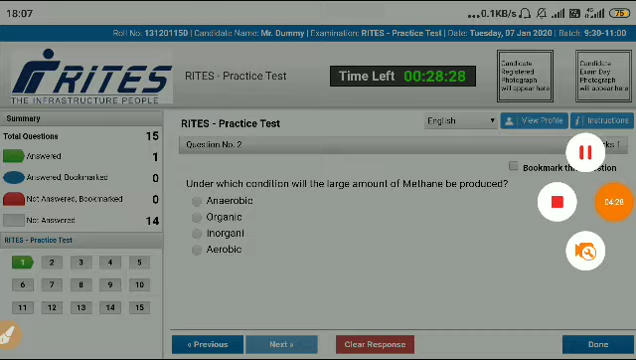 18:07
...0.1KB/s 75
Roll No: 131201150 | Candidate Name: Mr. Dummy | Examination: RITES - Practice Test | Date: Tuesday, 07 Jan 2020 | Batch: 9:30-11:00
RITES
THE INFRASTRUCTURE PEOPLE
RITES - Practice Test
Time Left 00:28:28
Candidate
Registered
Photograph
will appear here
Candidate
Exam Day
Photograph
will appear here
Summary
Total Questions 15
Answered 1
Answered, Bookmarked 0
Not Answered, Bookmarked 0
Not Answered 14
RITES - Practice Test
1 2 3 4 5
6 7 8 9 10
11 12 13 14 15
RITES - Practice Test
English
View Profile
Instructions
Question No. 2
1
Bookmark
Under which condition will the large amount of Methane be produced?
Anaerobic
Organic
Inorgani
Aerobic
04:28
« Previous
Next »
Clear Response
Done